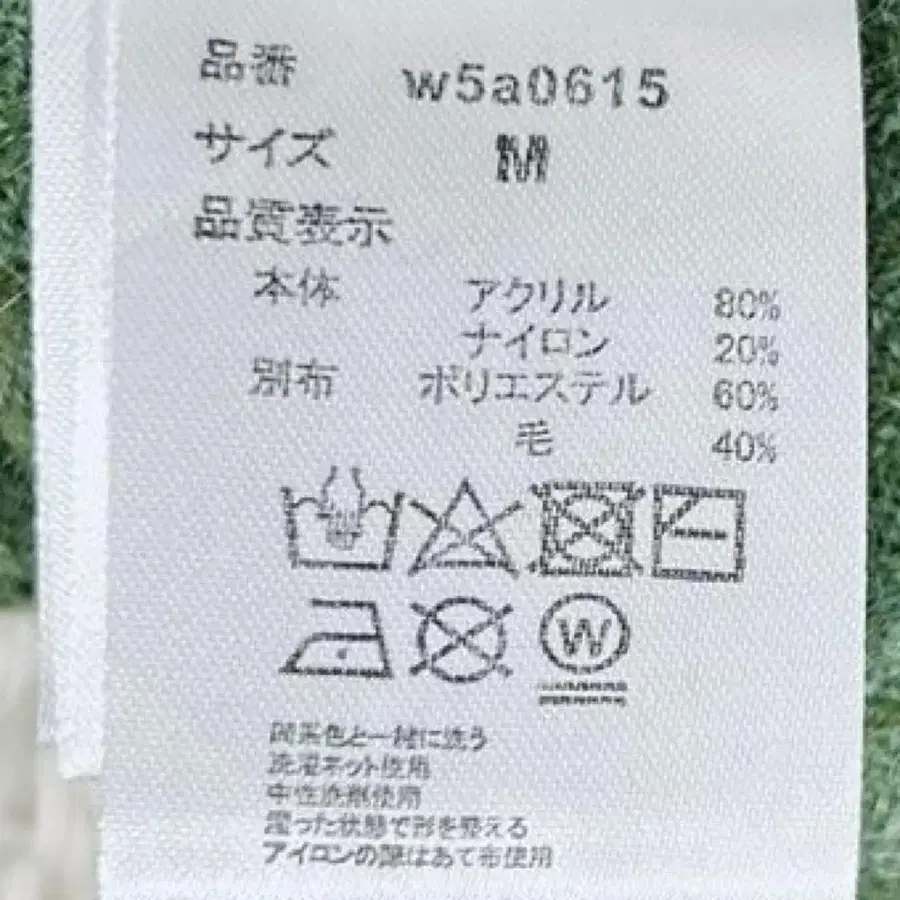 品番 w5a0615
サイズ M
品質表示
本体 アクリル 80%
ナイロン 20%
別布 ポリエステル 60%
毛 40%
W
同系色と一緒に洗う
洗濯ネット使用
中性洗剤使用
湿った状態で形を整える
アイロンの際はあて布使用